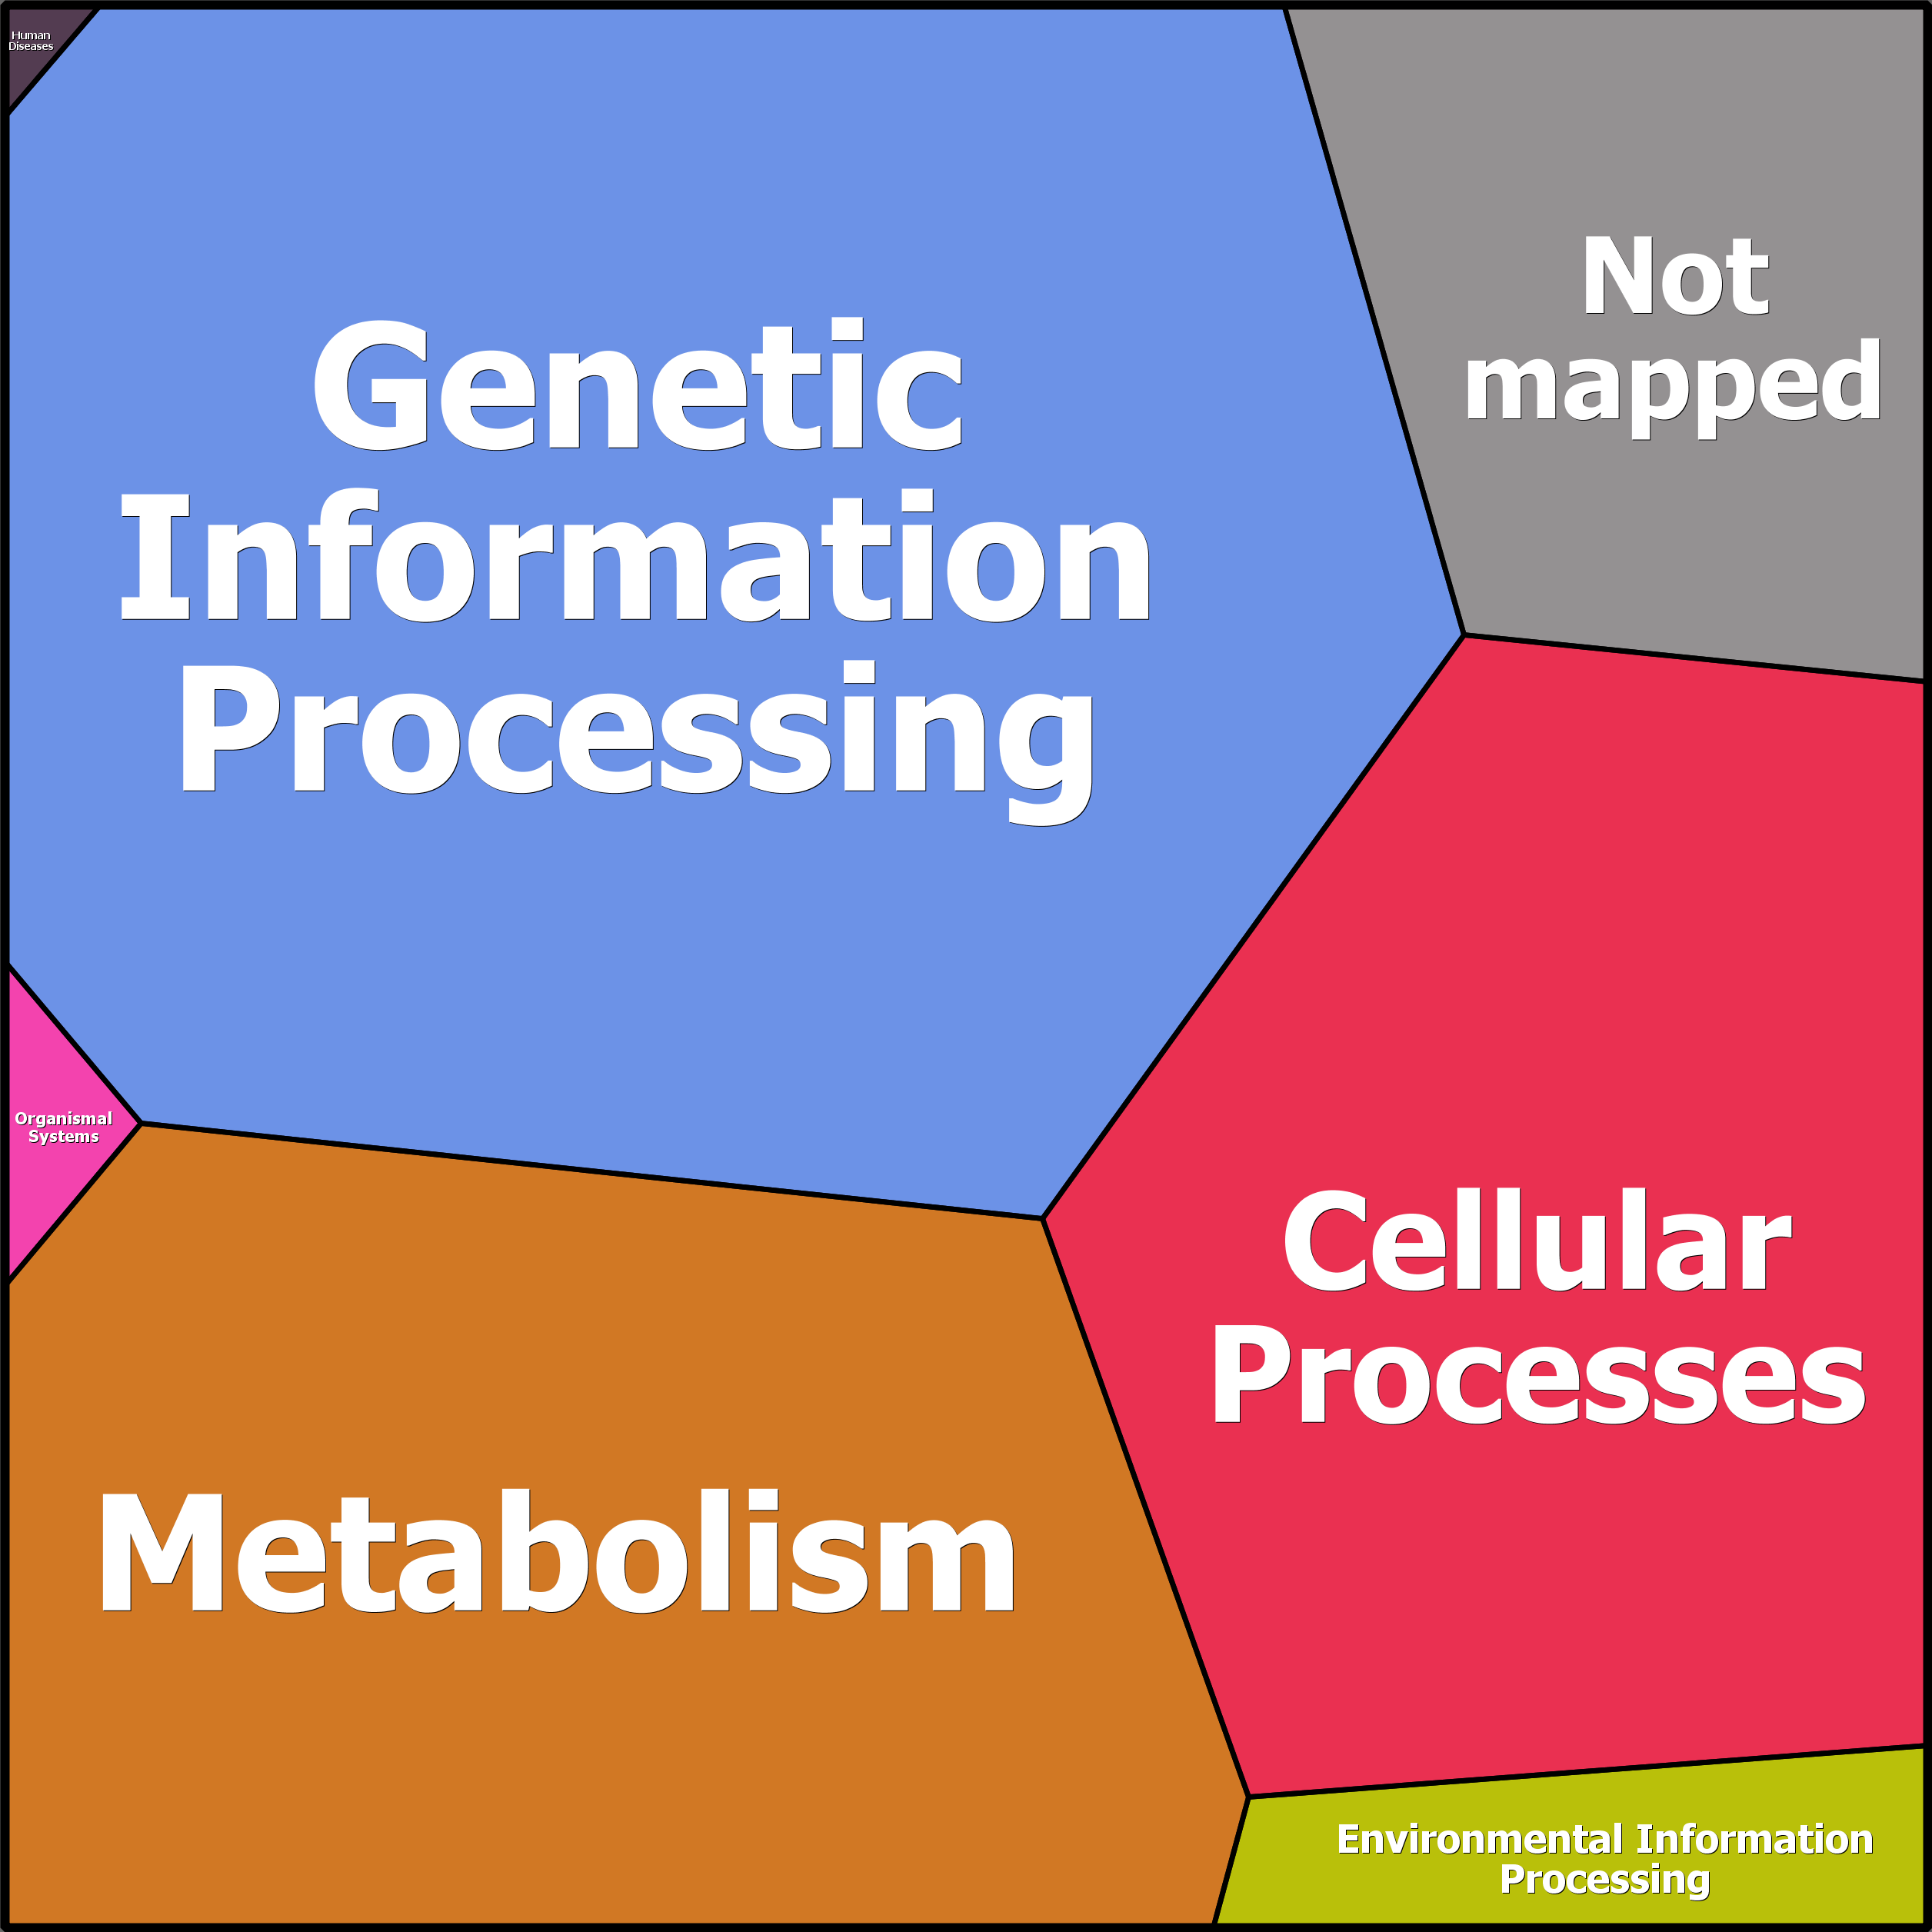 Human
Diseases
Genetic
Information
Processing
Not
mapped
Organismal
Systems
Cellular
Processes
Metabolism
Environmental Information
Processing